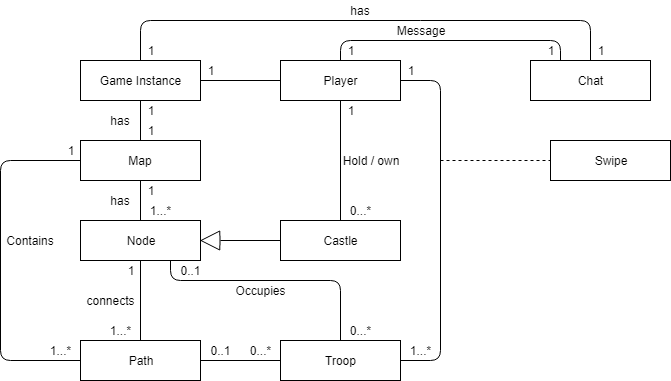 has
Message
1
1
1
1
Game Instance
1
Player
1
Chat
1
1
has
1
1
Map
Hold / own
Swipe
1
has
1...*
0...*
Contains
Node
Castle
1
0..1
Occupies
connects
1...*
0...*
1...*
0..1
0...*
1...*
Path
Troop